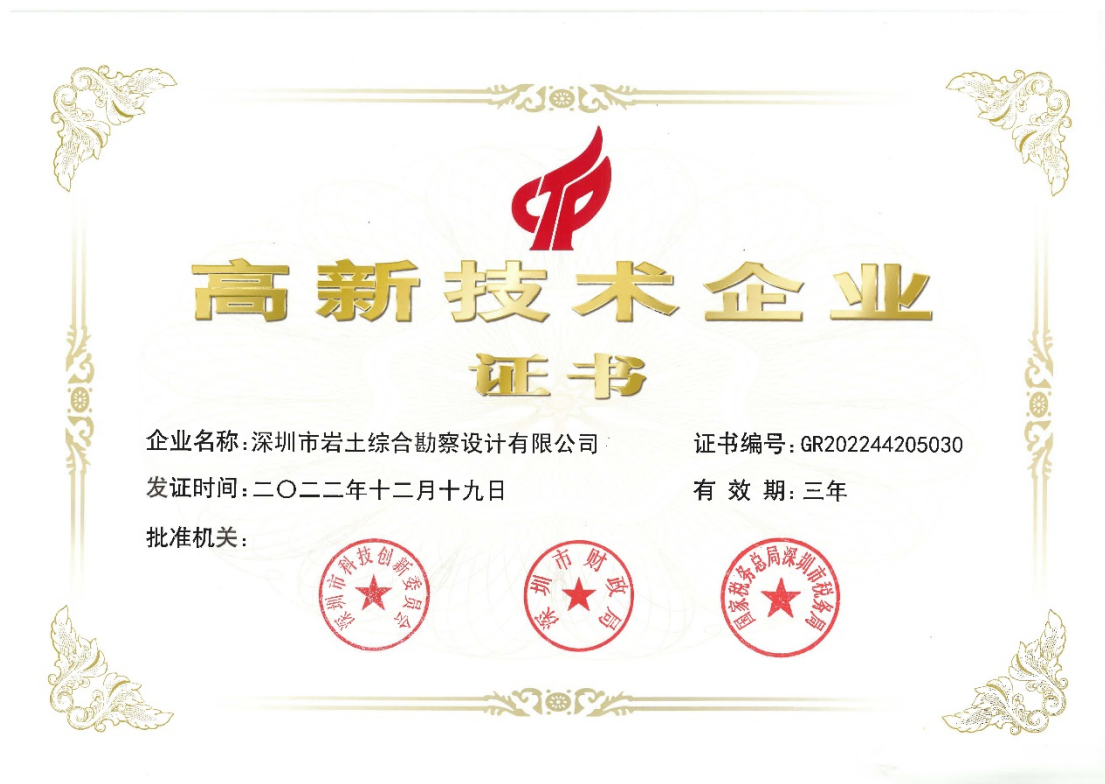 高新技术企业
证书
企业名称:深圳市岩土综合勘察设计有限公司
证书编号:GR202244205030
发证时间:二〇二二年十二月十九日
有 效 期:三年
批准机关:
深圳市科技创新委员会
深圳市财政局
国家税务总局深圳市税务局